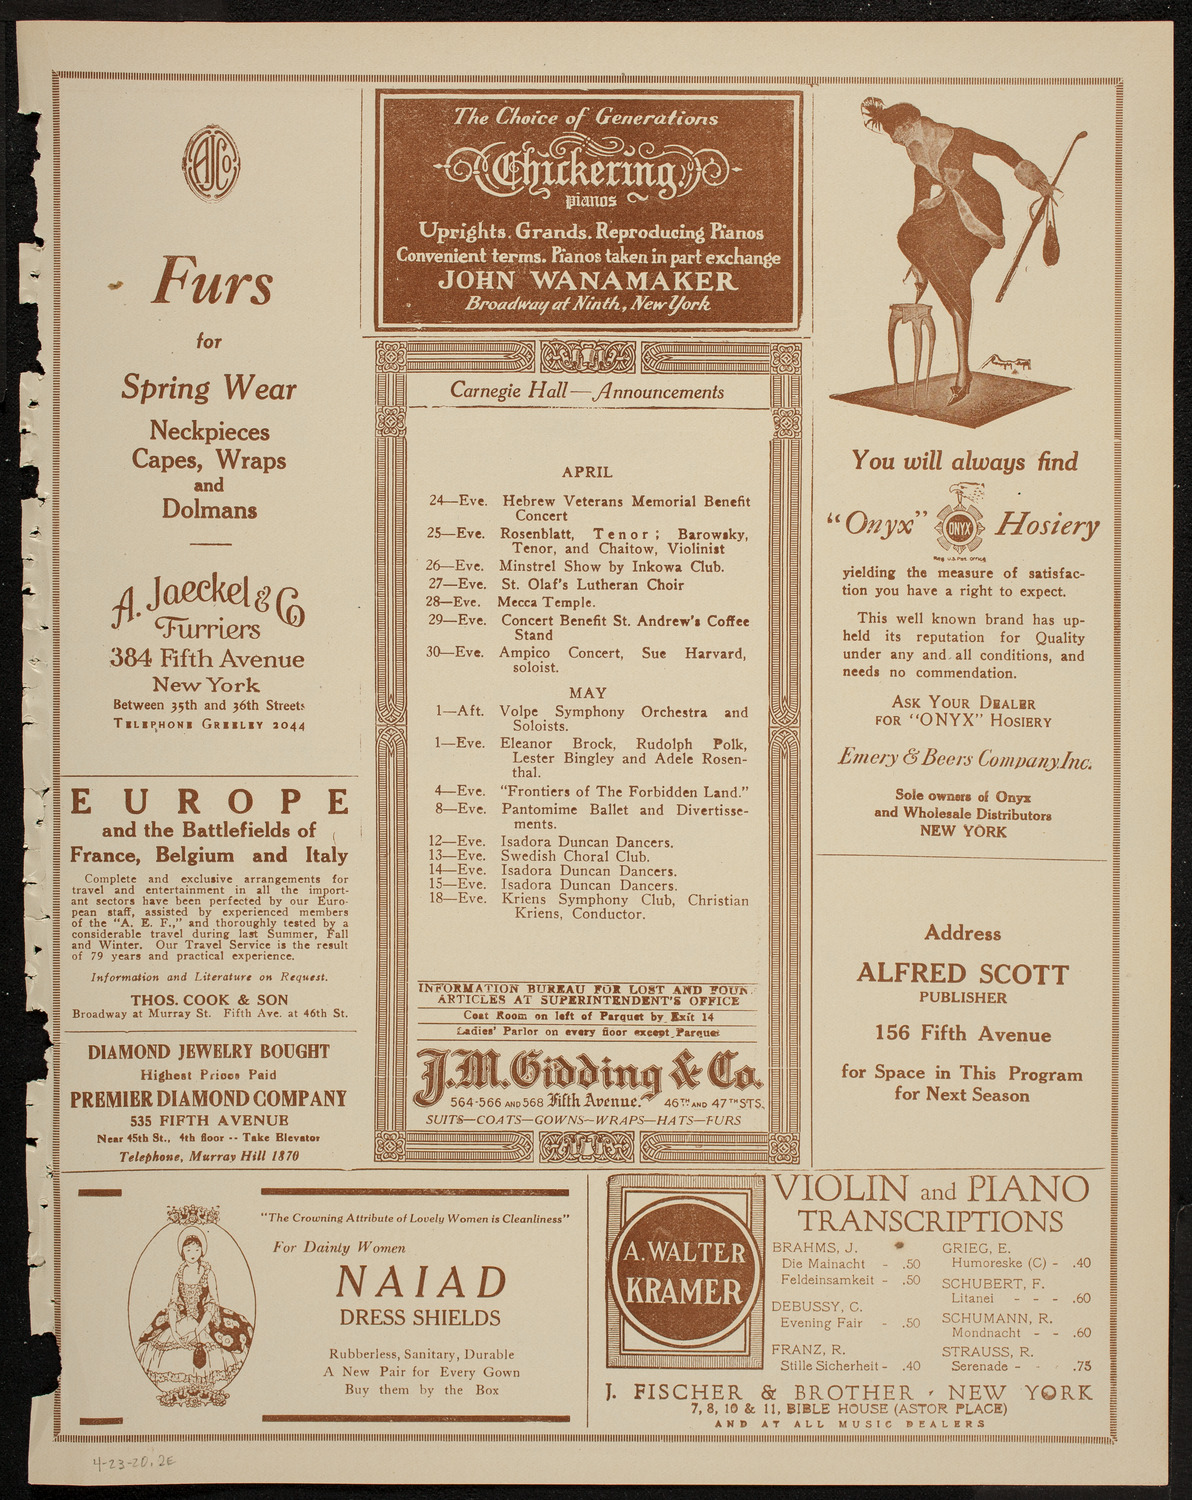 AJCo
Furs
for
Spring Wear
Neckpieces
Capes, Wraps
and
Dolmans
A. Jaeckel & Co
Furriers
384 Fifth Avenue
New York
Between 35th and 36th Streets
TELEPHONE GREELEY 2044
EUROPE
and the Battlefields of
France, Belgium and Italy
Complete and exclusive arrangements for
travel and entertainment in all the import-
ant sectors have been perfected by our Euro-
pean staff, assisted by experienced members
of the "A. E. F.," and thoroughly tested by a
considerable travel during last Summer, Fall
and Winter. Our Travel Service is the result
of 79 years and practical experience.
Information and Literature on Request.
THOS. COOK & SON
Broadway at Murray St. Fifth Ave. at 46th St.
DIAMOND JEWELRY BOUGHT
Highest Prices Paid
PREMIER DIAMOND COMPANY
535 FIFTH AVENUE
Near 45th St., 4th floor -- Take Elevator
Telephone, Murray Hill 1870
The Choice of Generations
Chickering
pianos
Uprights. Grands. Reproducing Pianos
Convenient terms. Pianos taken in part exchange
JOHN WANAMAKER
Broadway at Ninth, New York
Carnegie Hall—Announcements
APRIL
24—Eve. Hebrew Veterans Memorial Benefit
Concert
25—Eve. Rosenblatt, Tenor; Barowsky,
Tenor, and Chaitow, Violinist
26—Eve. Minstrel Show by Inkowa Club.
27—Eve. St. Olaf's Lutheran Choir
28—Eve. Mecca Temple.
29—Eve. Concert Benefit St. Andrew's Coffee
Stand
30—Eve. Ampico Concert, Sue Harvard,
soloist.
MAY
1—Aft. Volpe Symphony Orchestra and
Soloists.
1—Eve. Eleanor Brock, Rudolph Polk,
Lester Bingley and Adele Rosen-
thal.
4—Eve. "Frontiers of The Forbidden Land."
8—Eve. Pantomime Ballet and Divertisse-
ments.
12—Eve. Isadora Duncan Dancers.
13—Eve. Swedish Choral Club.
14—Eve. Isadora Duncan Dancers.
15—Eve. Isadora Duncan Dancers.
18—Eve. Kriens Symphony Club, Christian
Kriens, Conductor.
INFORMATION BUREAU FOR LOST AND FOUN
ARTICLES AT SUPERINTENDENT'S OFFICE
Coat Room on left of Parquet by Exit 14
Ladies' Parlor on every floor except Parquet
J.M. Gidding & Co.
564-566 AND 568 Fifth Avenue. 46TH AND 47TH STS.
SUITS—COATS—GOWNS—WRAPS—HATS—FURS
You will always find
"Onyx" ONYX Hosiery
Reg. U.S. Pat. Office
yielding the measure of satisfac-
tion you have a right to expect.
This well known brand has up-
held its reputation for Quality
under any and all conditions, and
needs no commendation.
ASK YOUR DEALER
FOR "ONYX" HOSIERY
Emery & Beers Company, Inc.
Sole owners of Onyx
and Wholesale Distributors
NEW YORK
Address
ALFRED SCOTT
PUBLISHER
156 Fifth Avenue
for Space in This Program
for Next Season
"The Crowning Attribute of Lovely Women is Cleanliness"
For Dainty Women
NAIAD
DRESS SHIELDS
Rubberless, Sanitary, Durable
A New Pair for Every Gown
Buy them by the Box
A. WALTER
KRAMER
VIOLIN and PIANO
TRANSCRIPTIONS
BRAHMS, J.
Die Mainacht - .50
Feldeinsamkeit - .50
DEBUSSY, C.
Evening Fair - .50
FRANZ, R.
Stille Sicherheit - .40
GRIEG, E.
Humoreske (C) - .40
SCHUBERT, F.
Litanei - - - .60
SCHUMANN, R.
Mondnacht - - .60
STRAUSS, R.
Serenade - - - .75
J. FISCHER & BROTHER, NEW YORK
7, 8, 10 & 11, BIBLE HOUSE (ASTOR PLACE)
AND AT ALL MUSIC DEALERS
4-23-20, 2E